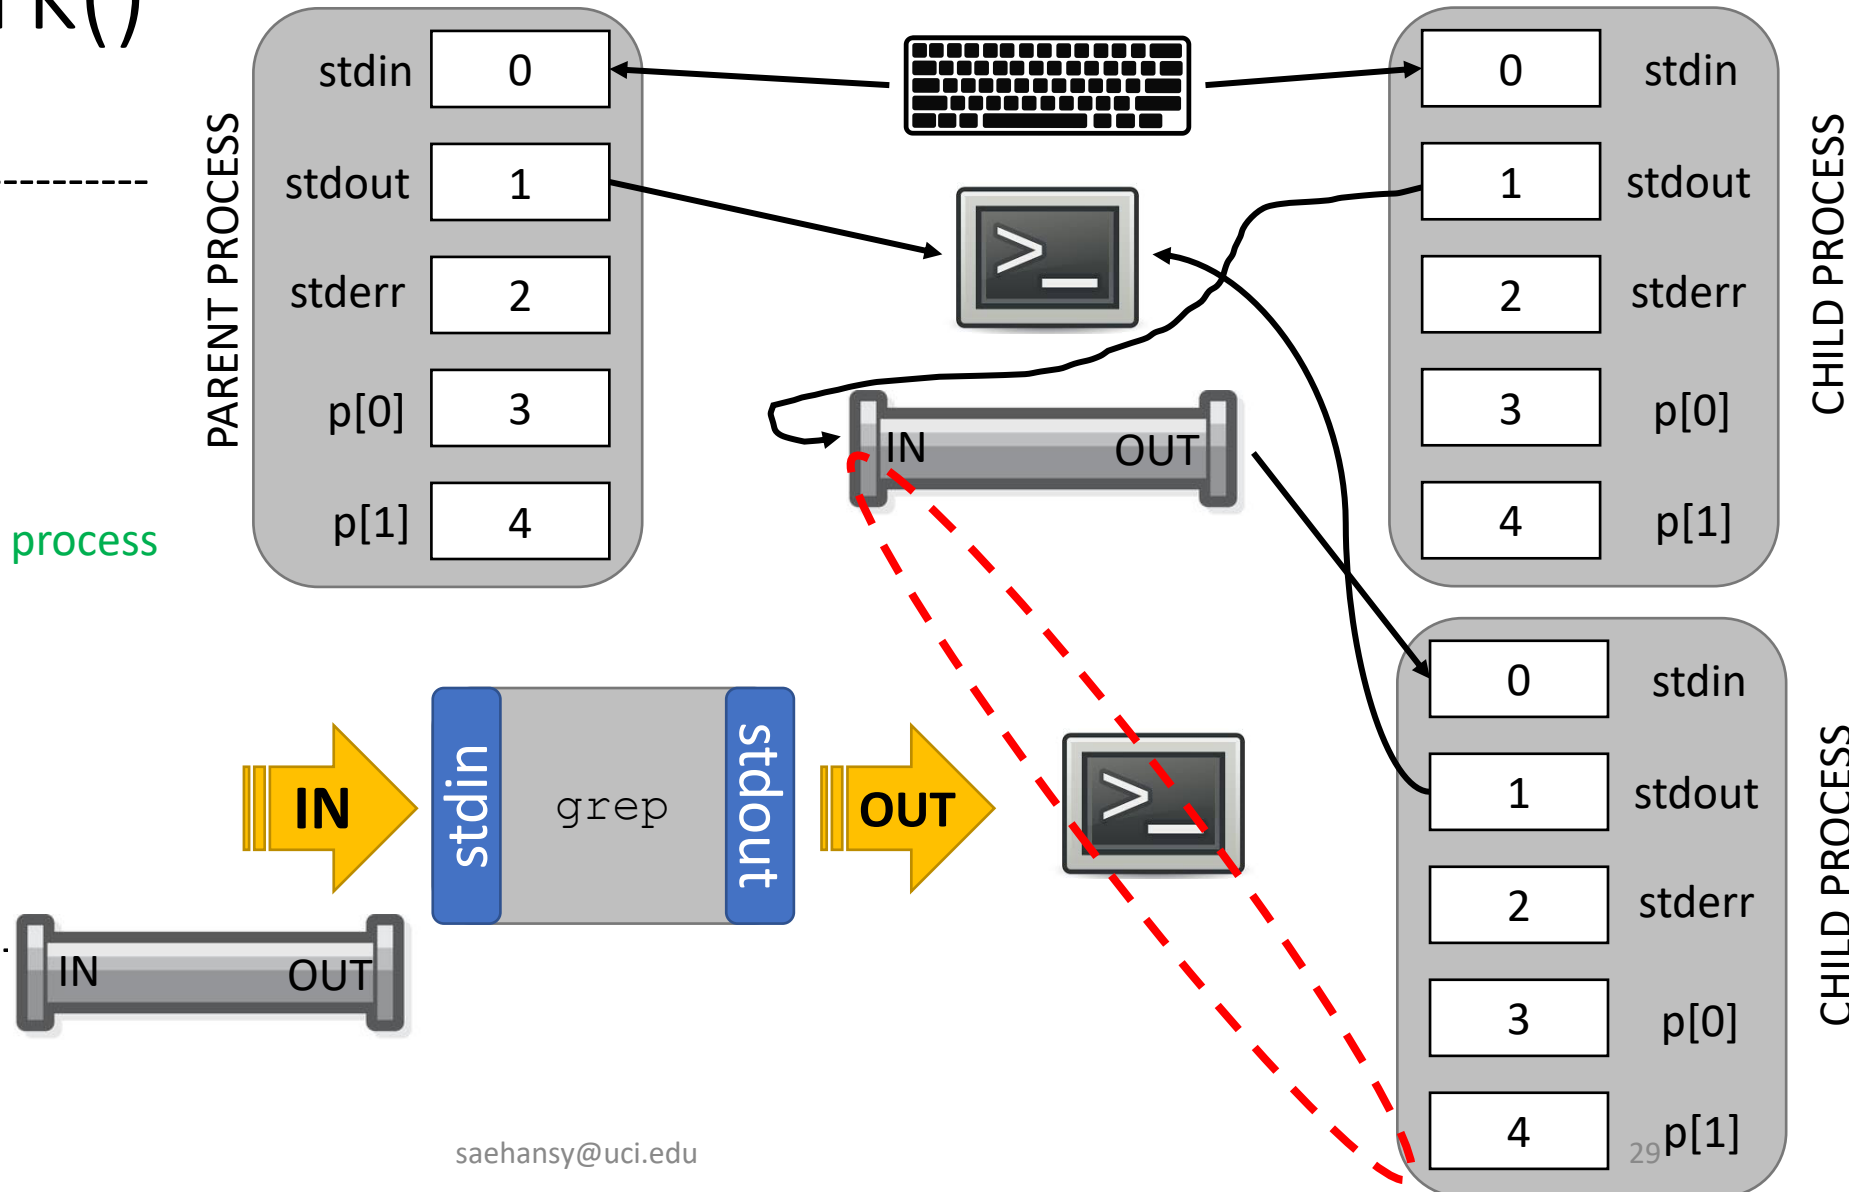 rk()
----------
process
PARENT PROCESS
stdin 0
stdout 1
stderr 2
p[0] 3
p[1] 4
>_
IN OUT
0 stdin
1 stdout
2 stderr
3 p[0]
4 p[1]
CHILD PROCESS
0 stdin
1 stdout
2 stderr
3 p[0]
4 p[1]
CHILD PROCESS
IN
stdin
grep
stdout
OUT
>_
IN OUT
saehansy@uci.edu
29